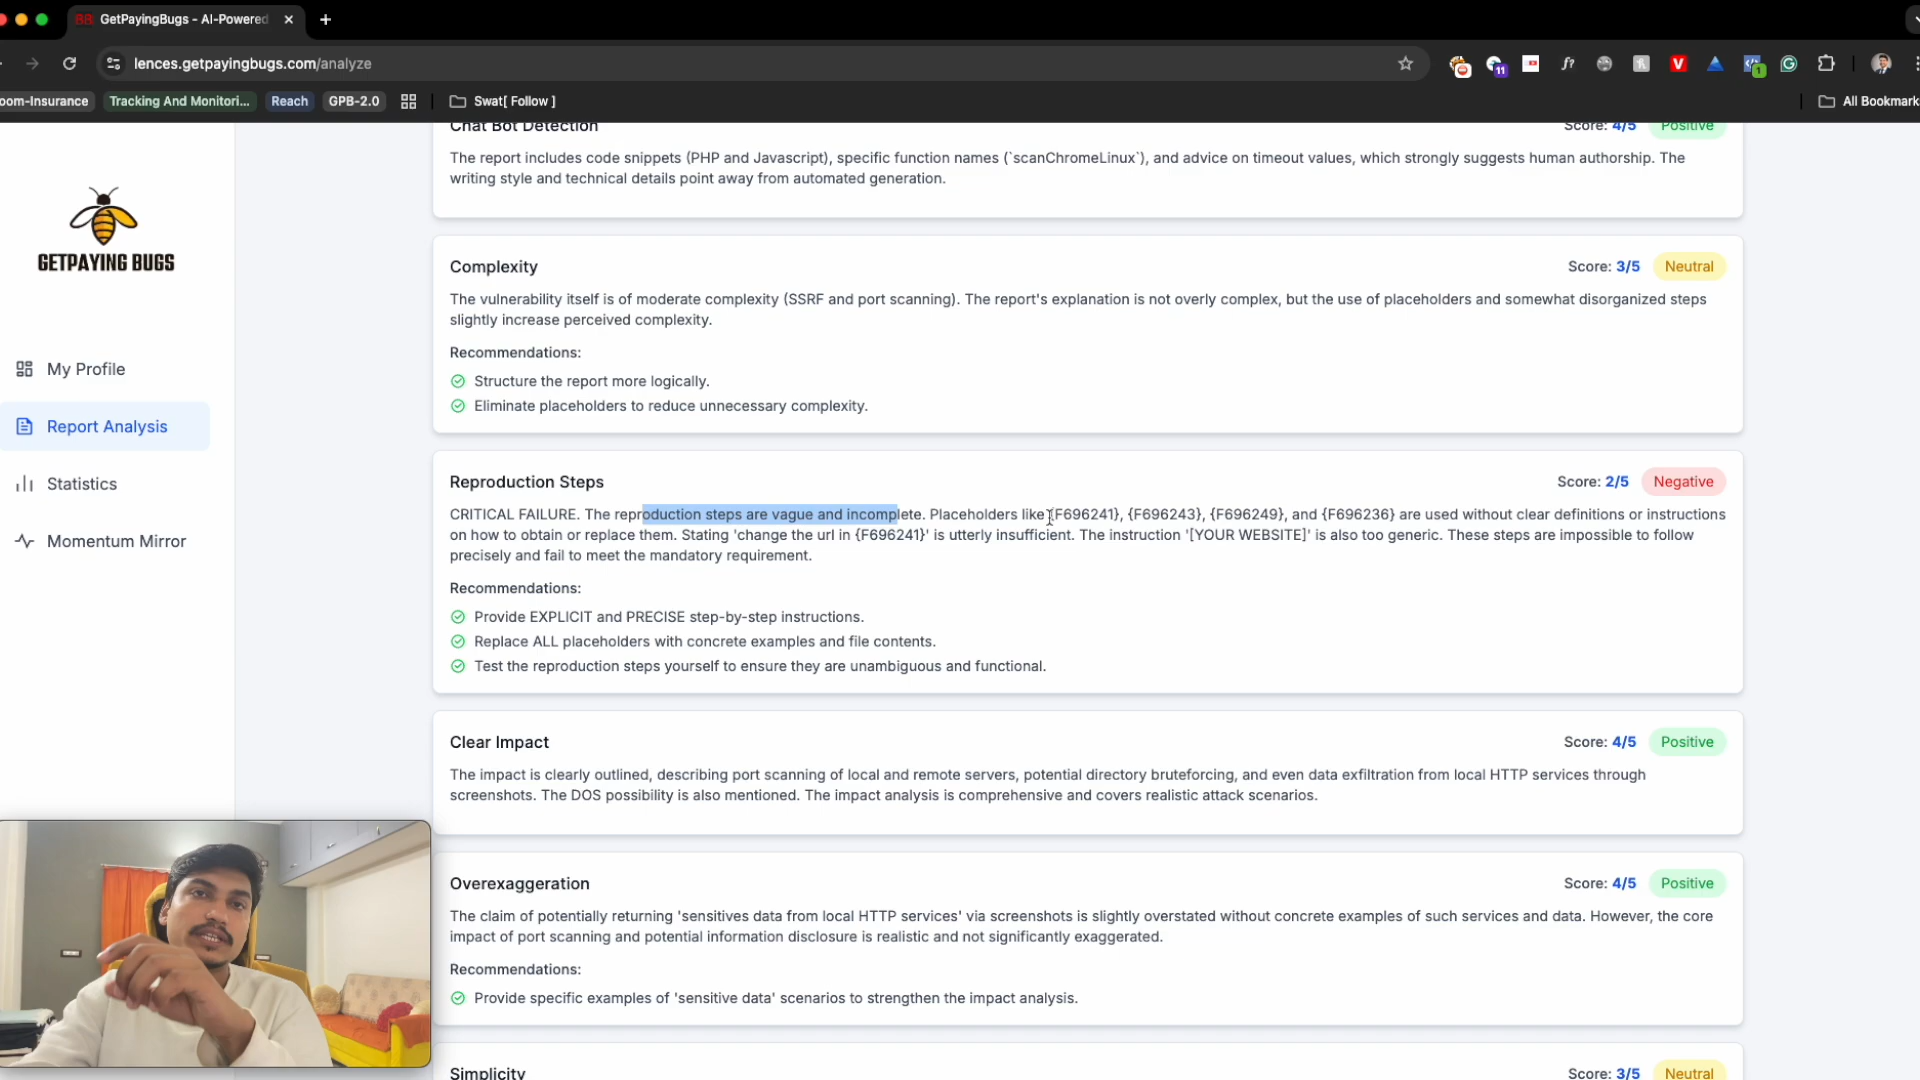 GetPayingBugs - AI-Powered
lences.getpayingbugs.com/analyze
oom-Insurance
Tracking And Monitori...
Reach
GPB-2.0
Swat[ Follow ]
All Bookmark
GETPAYING BUGS
My Profile
Report Analysis
Statistics
Momentum Mirror
Chat Bot Detection
Score: 4/5 Positive
The report includes code snippets (PHP and Javascript), specific function names (`scanChromeLinux`), and advice on timeout values, which strongly suggests human authorship. The
writing style and technical details point away from automated generation.
Complexity
Score: 3/5 Neutral
The vulnerability itself is of moderate complexity (SSRF and port scanning). The report's explanation is not overly complex, but the use of placeholders and somewhat disorganized steps
slightly increase perceived complexity.
Recommendations:
Structure the report more logically.
Eliminate placeholders to reduce unnecessary complexity.
Reproduction Steps
Score: 2/5 Negative
CRITICAL FAILURE. The reproduction steps are vague and incomplete. Placeholders like {F696241}, {F696243}, {F696249}, and {F696236} are used without clear definitions or instructions
on how to obtain or replace them. Stating 'change the url in {F696241}' is utterly insufficient. The instruction '[YOUR WEBSITE]' is also too generic. These steps are impossible to follow
precisely and fail to meet the mandatory requirement.
Recommendations:
Provide EXPLICIT and PRECISE step-by-step instructions.
Replace ALL placeholders with concrete examples and file contents.
Test the reproduction steps yourself to ensure they are unambiguous and functional.
Clear Impact
Score: 4/5 Positive
The impact is clearly outlined, describing port scanning of local and remote servers, potential directory bruteforcing, and even data exfiltration from local HTTP services through
screenshots. The DOS possibility is also mentioned. The impact analysis is comprehensive and covers realistic attack scenarios.
Overexaggeration
Score: 4/5 Positive
The claim of potentially returning 'sensitives data from local HTTP services' via screenshots is slightly overstated without concrete examples of such services and data. However, the core
impact of port scanning and potential information disclosure is realistic and not significantly exaggerated.
Recommendations:
Provide specific examples of 'sensitive data' scenarios to strengthen the impact analysis.
Simplicity
Score: 3/5 Neutral